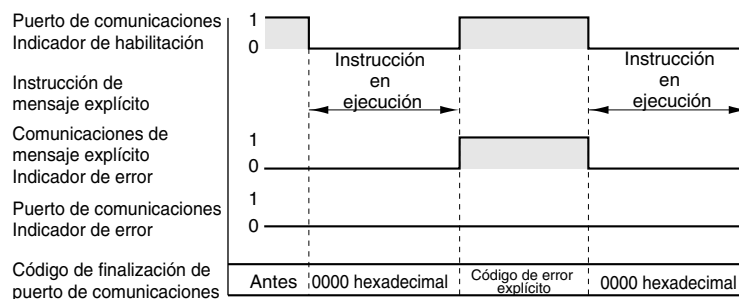 Puerto de comunicaciones
Indicador de habilitación
1
0
Instrucción de
mensaje explícito
Instrucción
en
ejecución
Instrucción
en
ejecución
Comunicaciones de
mensaje explícito
Indicador de error
1
0
Puerto de comunicaciones
Indicador de error
1
0
Código de finalización de
puerto de comunicaciones
Antes
0000 hexadecimal
Código de error
explícito
0000 hexadecimal